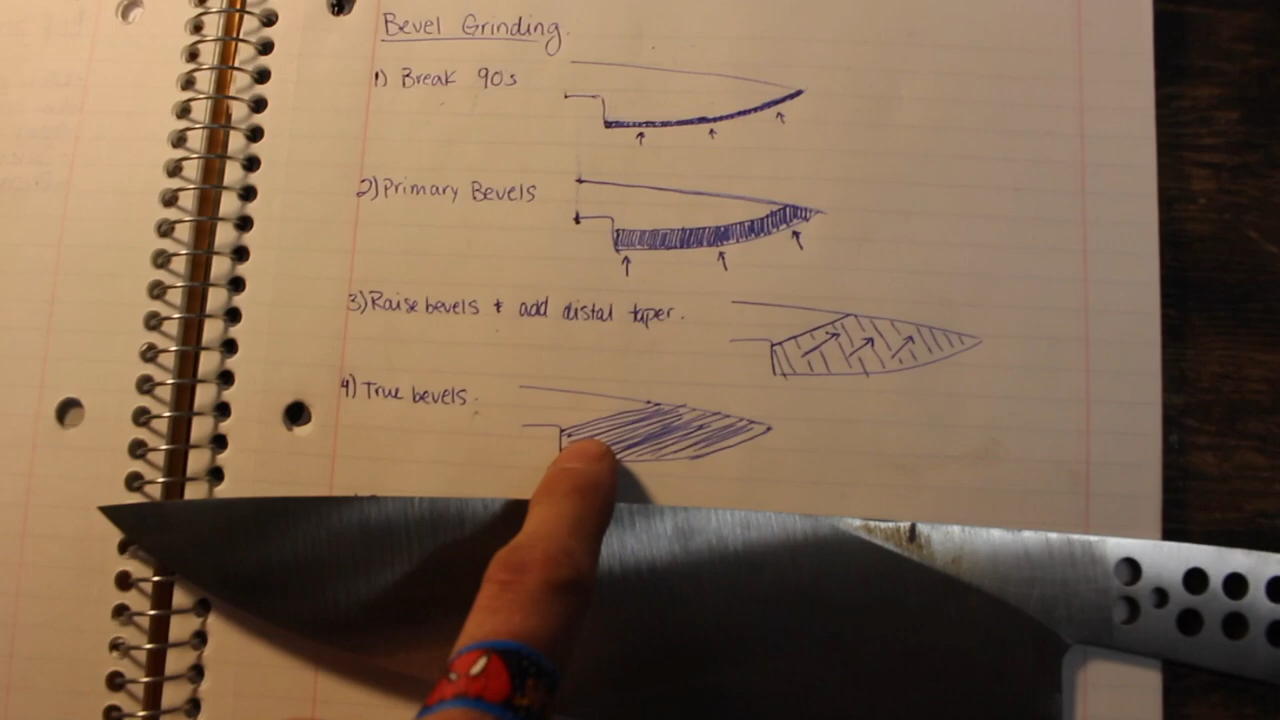 Bevel Grinding.
1) Break 90s
2) Primary Bevels
3) Raise bevels & add distal taper.
4) True bevels.